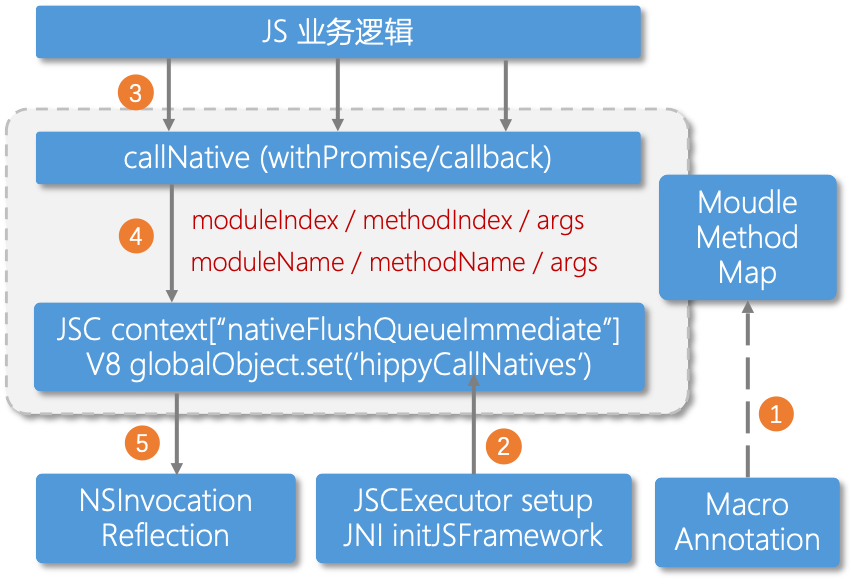 JS 业务逻辑
3
callNative (withPromise/callback)
4
moduleIndex / methodIndex / args
moduleName / methodName / args
Moudle
Method
Map
JSC context[“nativeFlushQueueImmediate”]
V8 globalObject.set(‘hippyCallNatives’)
1
5
2
NSInvocation
Reflection
JSCExecutor setup
JNI initJSFramework
Macro
Annotation